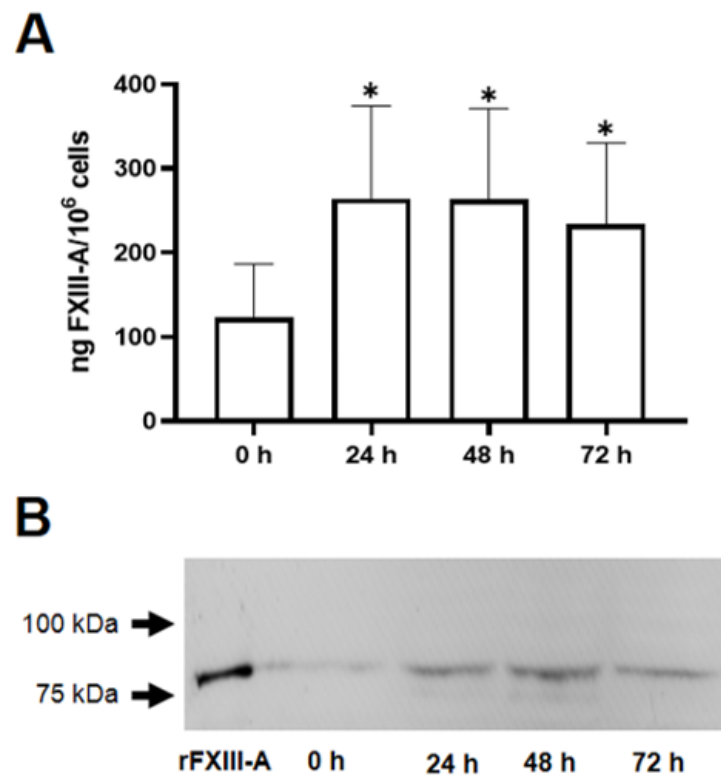 A
ng FXIII-A/10⁶ cells
400
300
200
100
0
* * *
0 h 24 h 48 h 72 h
B
100 kDa
75 kDa
rFXIII-A 0 h 24 h 48 h 72 h